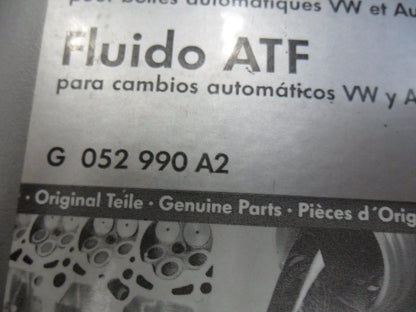 pour boîtes automatiques VW et Au
Fluido ATF
para cambios automáticos VW y A
G 052 990 A2
· Original Teile · Genuine Parts · Pièces d'Orig